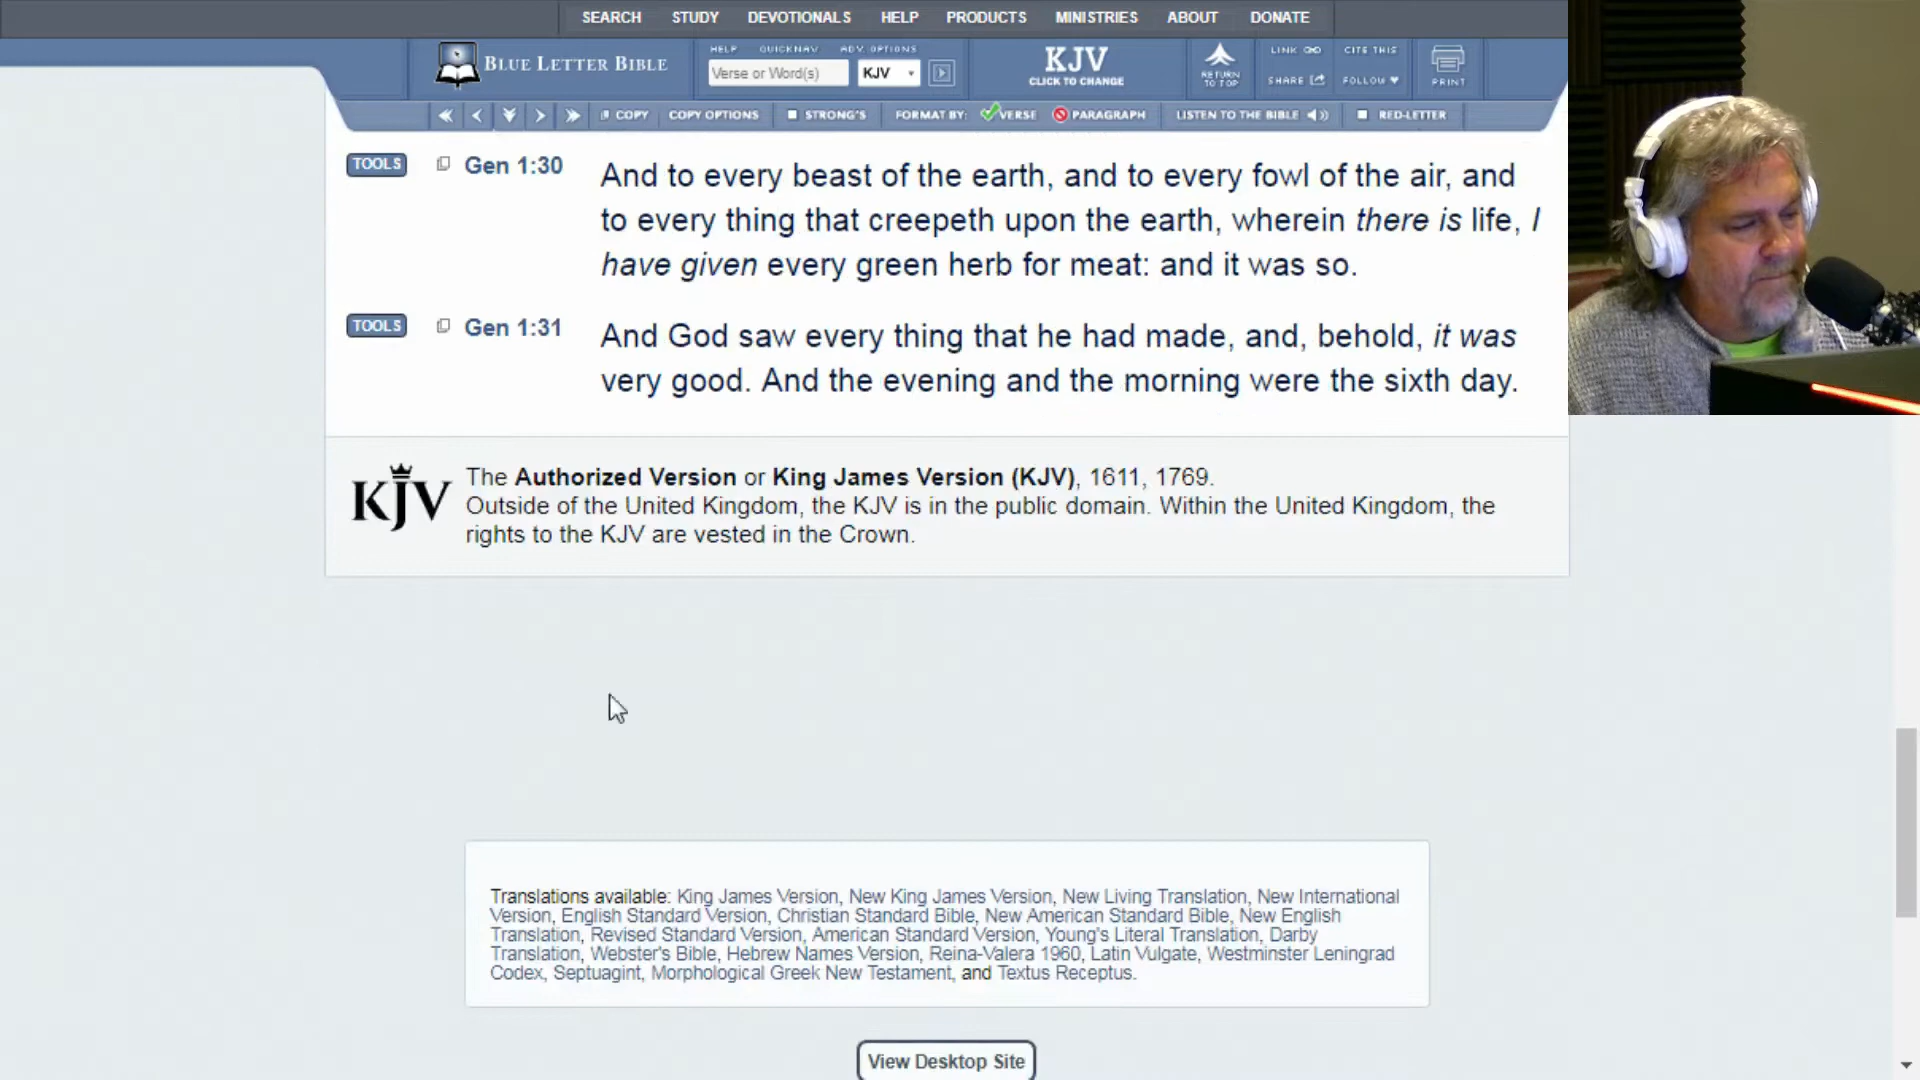 SEARCH STUDY DEVOTIONALS HELP PRODUCTS MINISTRIES ABOUT DONATE
BLUE LETTER BIBLE
HELP QUICKNAV ADV. OPTIONS
Verse or Word(s) KJV
KJV
CLICK TO CHANGE
RETURN
TO TOP
LINK CITE THIS
SHARE FOLLOW
PRINT
COPY COPY OPTIONS STRONG'S FORMAT BY: VERSE PARAGRAPH LISTEN TO THE BIBLE RED-LETTER
TOOLS Gen 1:30 And to every beast of the earth, and to every fowl of the air, and
to every thing that creepeth upon the earth, wherein there is life, I
have given every green herb for meat: and it was so.
TOOLS Gen 1:31 And God saw every thing that he had made, and, behold, it was
very good. And the evening and the morning were the sixth day.
KJV
The Authorized Version or King James Version (KJV), 1611, 1769.
Outside of the United Kingdom, the KJV is in the public domain. Within the United Kingdom, the
rights to the KJV are vested in the Crown.
Translations available: King James Version, New King James Version, New Living Translation, New International
Version, English Standard Version, Christian Standard Bible, New American Standard Bible, New English
Translation, Revised Standard Version, American Standard Version, Young's Literal Translation, Darby
Translation, Webster's Bible, Hebrew Names Version, Reina-Valera 1960, Latin Vulgate, Westminster Leningrad
Codex, Septuagint, Morphological Greek New Testament, and Textus Receptus.
View Desktop Site